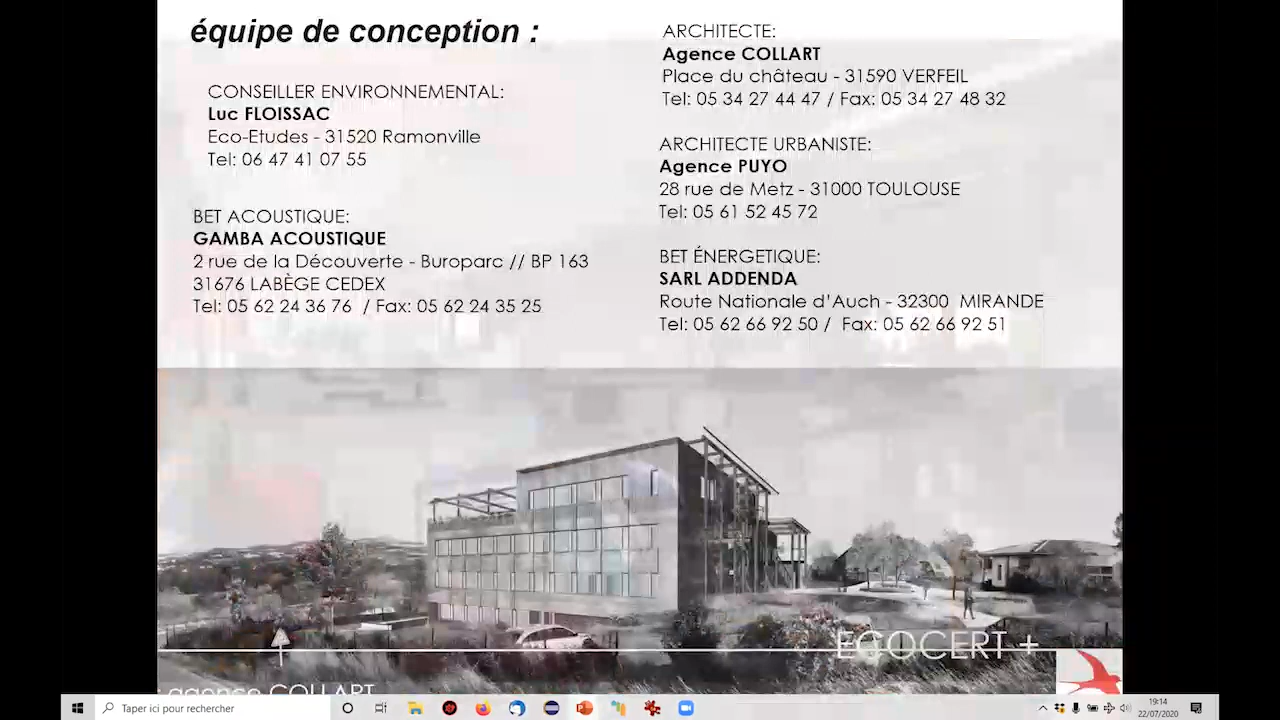 équipe de conception :
CONSEILLER ENVIRONNEMENTAL:
Luc FLOISSAC
Eco-Etudes - 31520 Ramonville
Tel: 06 47 41 07 55
BET ACOUSTIQUE:
GAMBA ACOUSTIQUE
2 rue de la Découverte - Buroparc // BP 163
31676 LABÈGE CEDEX
Tel: 05 62 24 36 76 / Fax: 05 62 24 35 25
ARCHITECTE:
Agence COLLART
Place du château - 31590 VERFEIL
Tel: 05 34 27 44 47 / Fax: 05 34 27 48 32
ARCHITECTE URBANISTE:
Agence PUYO
28 rue de Metz - 31000 TOULOUSE
Tel: 05 61 52 45 72
BET ÉNERGETIQUE:
SARL ADDENDA
Route Nationale d'Auch - 32300 MIRANDE
Tel: 05 62 66 92 50 / Fax: 05 62 66 92 51
ECOCERT +
agence COLLART
Taper ici pour rechercher
19:14
22/07/2020